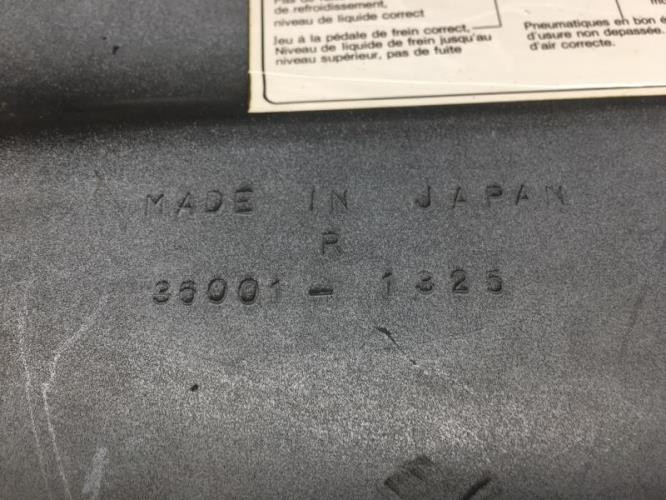 de refroidissement,
niveau de liquide correct
Jeu à la pédale de frein correct,
Niveau de liquide de frein jusqu'au
niveau supérieur, pas de fuite
Pneumatiques en bon
d'usure non depassée.
d'air correcte.
MADE IN JAPAN
R
36001-1325